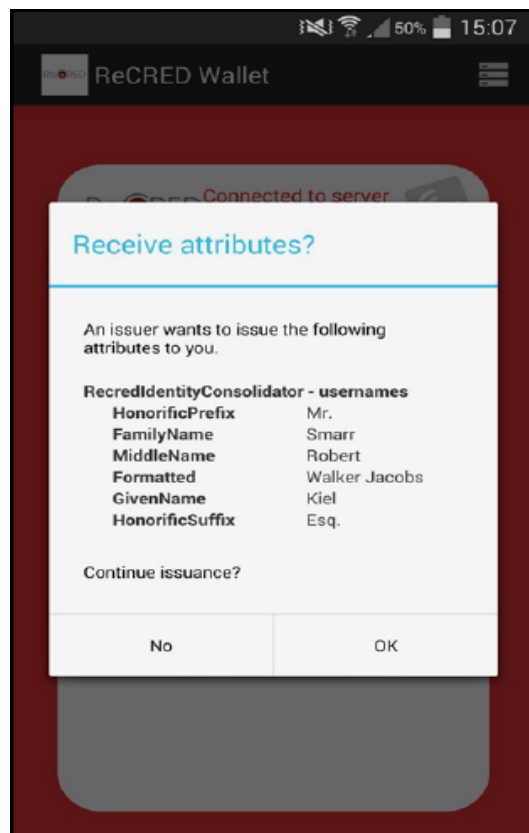 50% 15:07
ReCRED ReCRED Wallet
Connected to server
Receive attributes?
An issuer wants to issue the following
attributes to you.
RecredIdentityConsolidator - usernames
HonorificPrefix Mr.
FamilyName Smarr
MiddleName Robert
Formatted Walker Jacobs
GivenName Kiel
HonorificSuffix Esq.
Continue issuance?
No OK